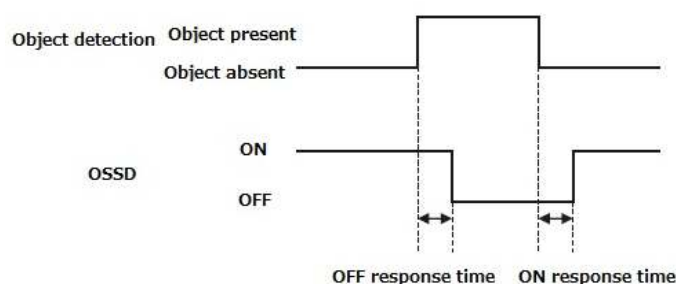 Object detection
Object present
Object absent
OSSD
ON
OFF
OFF response time
ON response time